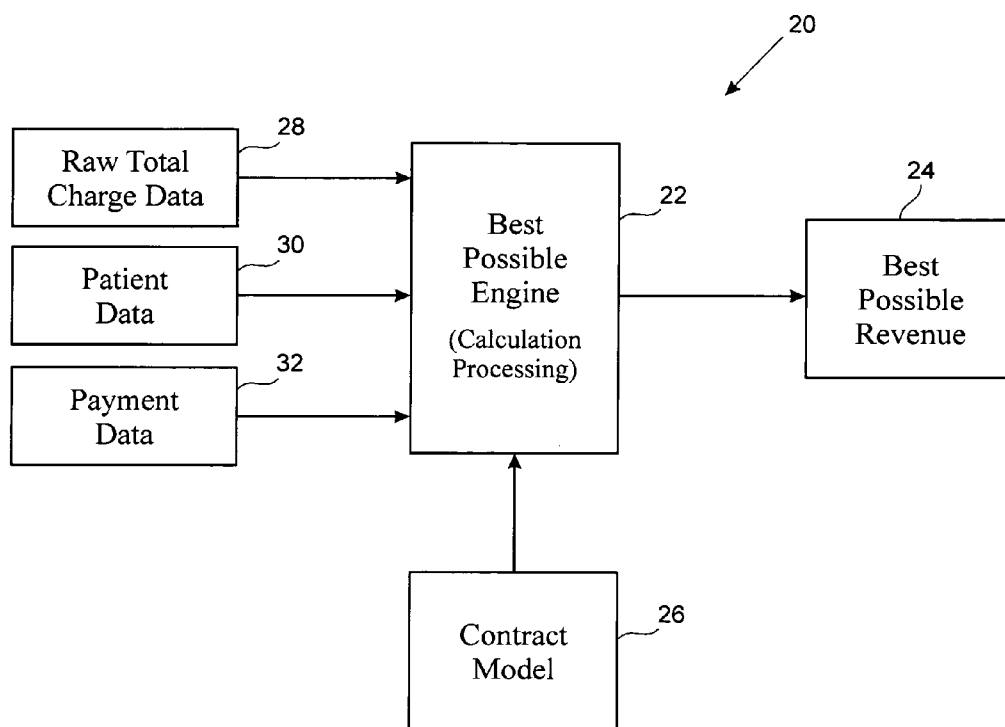 20
28
Raw Total
Charge Data
30
Patient
Data
32
Payment
Data
Best
Possible
Engine
(Calculation
Processing)
22
24
Best
Possible
Revenue
Contract
Model
26